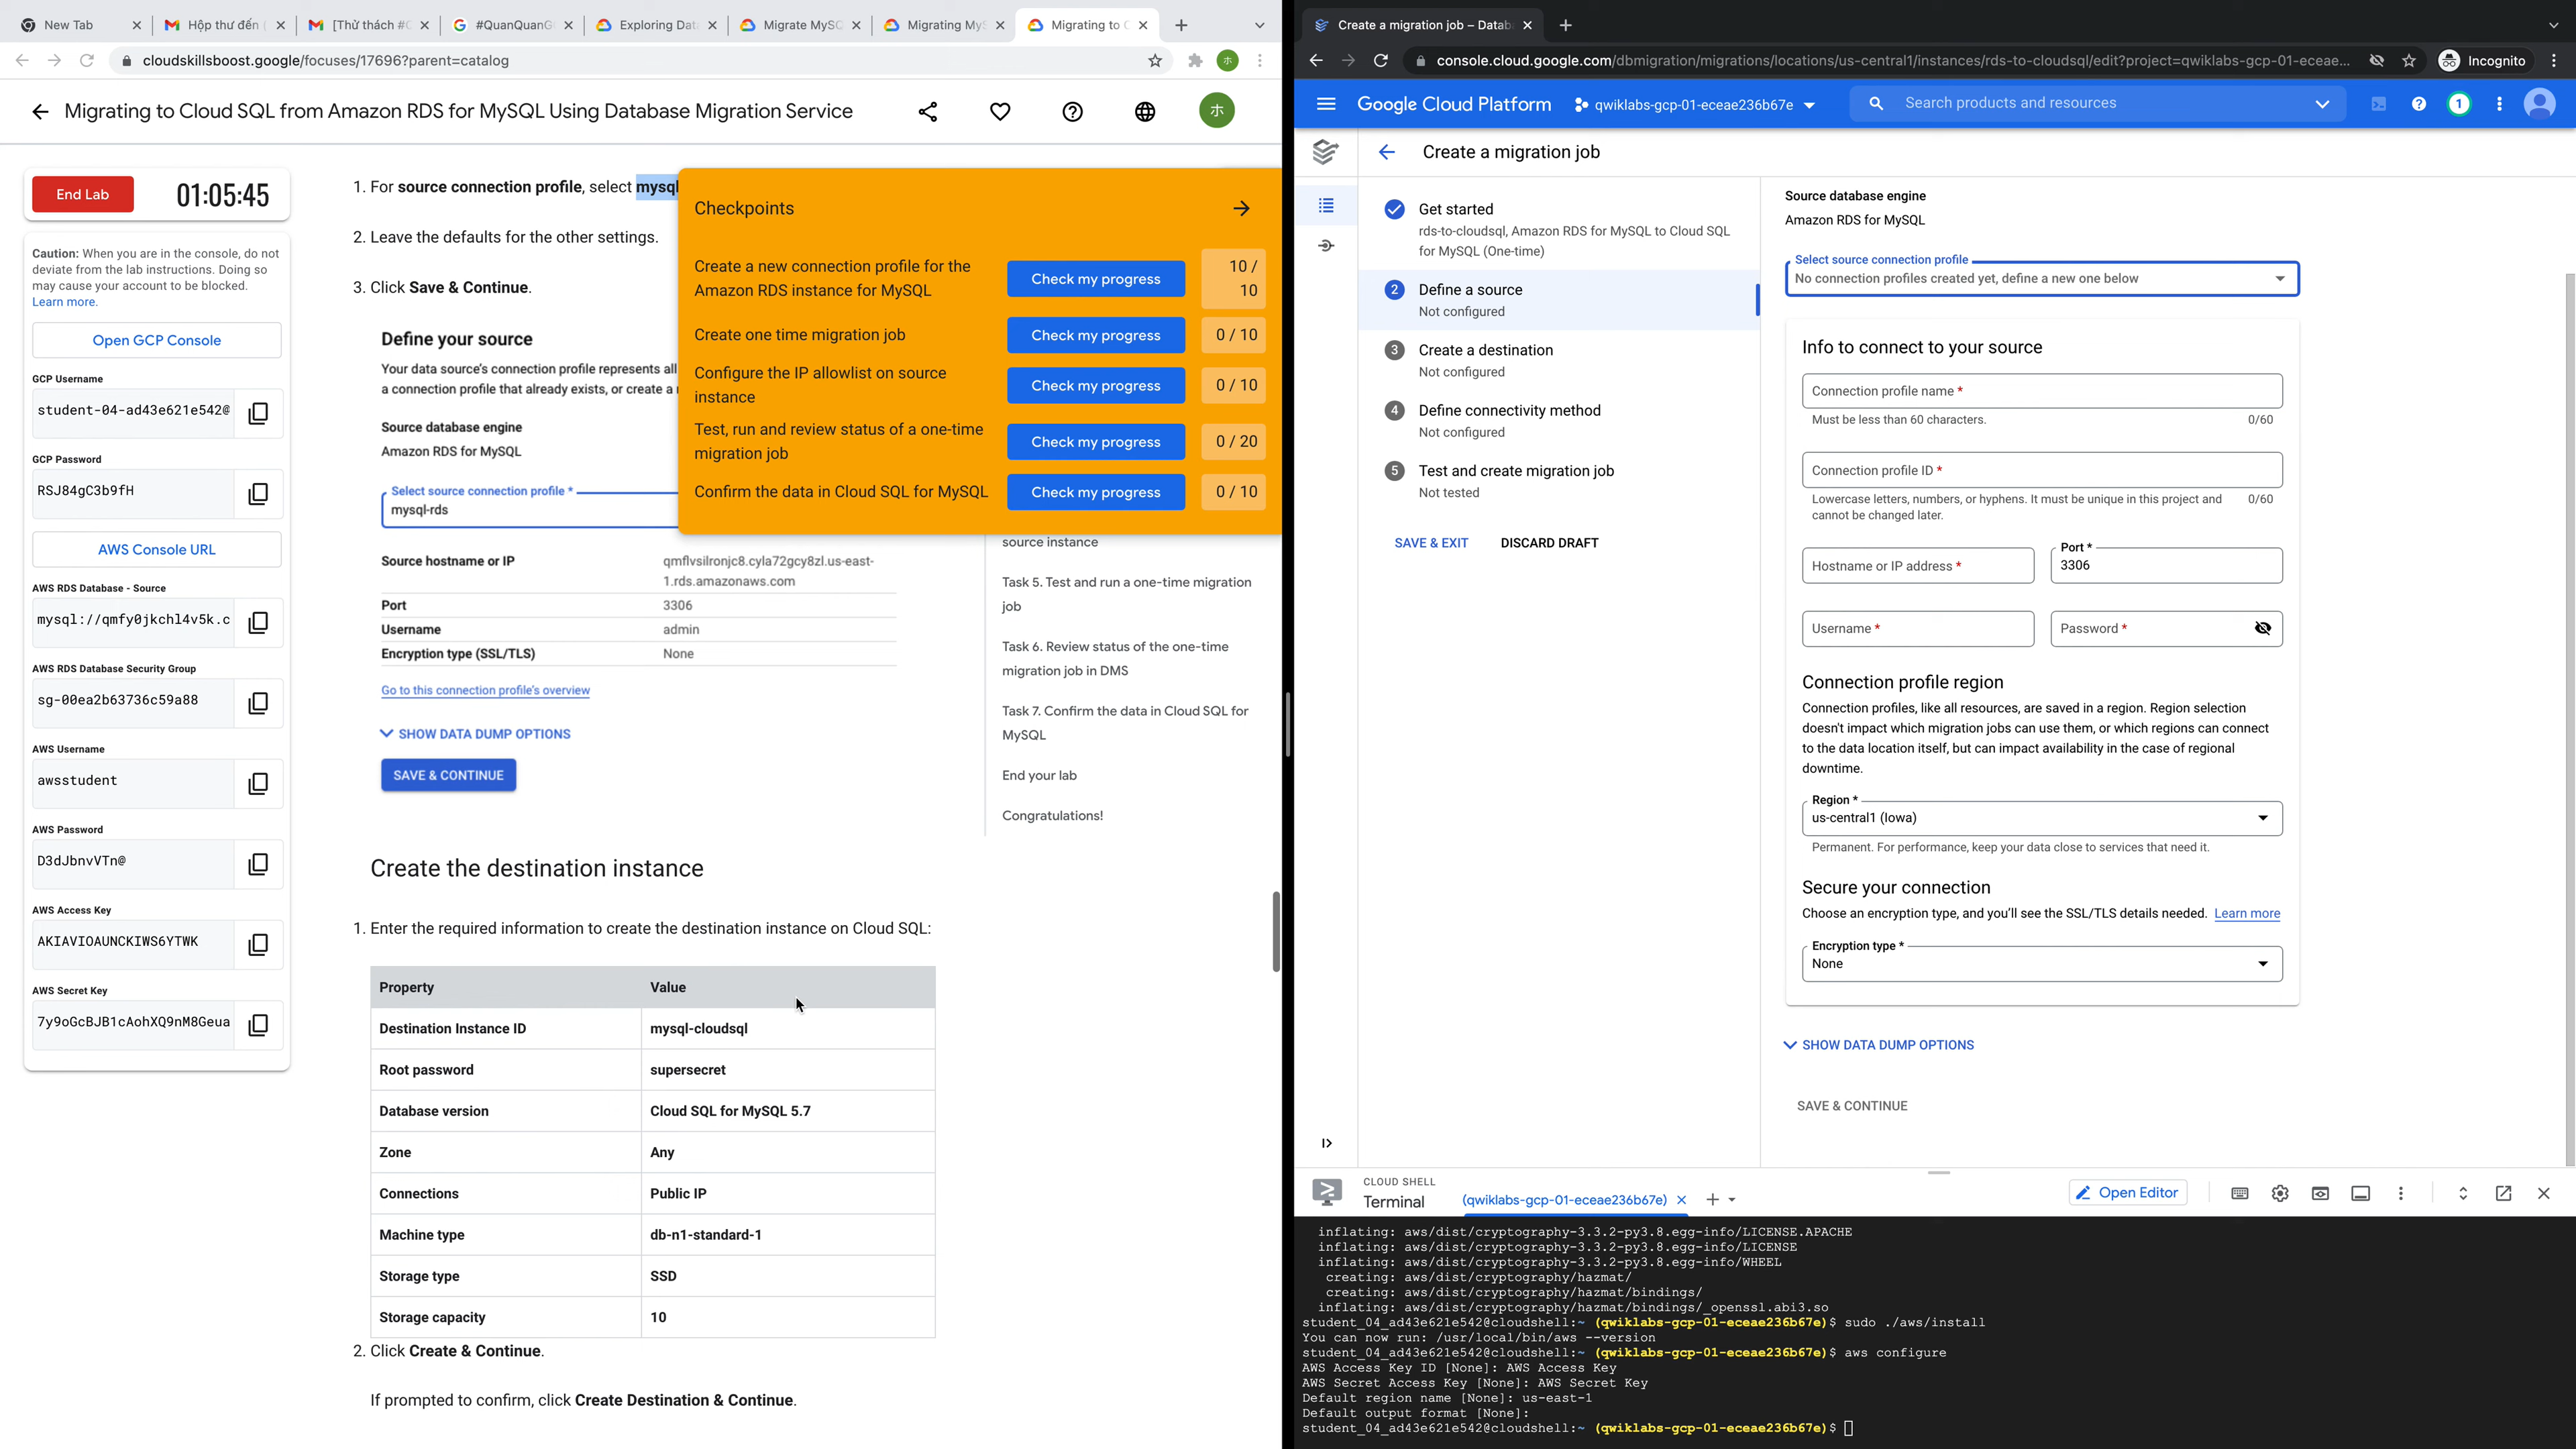 New Tab
Hộp thư đến (
[Thử thách #C
#QuanQuanG
Exploring Dat
Migrate MyS
Migrating My
Migrating to C
cloudskillsboost.google/focuses/17696?parent=catalog
ホ
Migrating to Cloud SQL from Amazon RDS for MySQL Using Database Migration Service
ホ
End Lab
01:05:45
Caution: When you are in the console, do not
deviate from the lab instructions. Doing so
may cause your account to be blocked.
Learn more.
Open GCP Console
GCP Username
student-04-ad43e621e542@
GCP Password
RSJ84gC3b9fH
AWS Console URL
AWS RDS Database - Source
mysql://qmfy0jkchl4v5k.c
AWS RDS Database Security Group
sg-00ea2b63736c59a88
AWS Username
awsstudent
AWS Password
D3dJbnvVTn@
AWS Access Key
AKIAVIOAUNCKIWS6YTWK
AWS Secret Key
7y9oGcBJB1cAohXQ9nM8Geua
1. For source connection profile, select mysql
2. Leave the defaults for the other settings.
3. Click Save & Continue.
Define your source
Your data source's connection profile represents all
a connection profile that already exists, or create a
Source database engine
Amazon RDS for MySQL
Select source connection profile *
mysql-rds
Source hostname or IP
qmflvsilronjc8.cyla72gcy8zl.us-east-
1.rds.amazonaws.com
Port 3306
Username admin
Encryption type (SSL/TLS) None
Go to this connection profile's overview
SHOW DATA DUMP OPTIONS
SAVE & CONTINUE
Checkpoints
Create a new connection profile for the
Amazon RDS instance for MySQL
Check my progress
10 /
10
Create one time migration job
Check my progress
0 / 10
Configure the IP allowlist on source
instance
Check my progress
0 / 10
Test, run and review status of a one-time
migration job
Check my progress
0 / 20
Confirm the data in Cloud SQL for MySQL
Check my progress
0 / 10
source instance
Task 5. Test and run a one-time migration
job
Task 6. Review status of the one-time
migration job in DMS
Task 7. Confirm the data in Cloud SQL for
MySQL
End your lab
Congratulations!
Create the destination instance
1. Enter the required information to create the destination instance on Cloud SQL:
Property Value
Destination Instance ID mysql-cloudsql
Root password supersecret
Database version Cloud SQL for MySQL 5.7
Zone Any
Connections Public IP
Machine type db-n1-standard-1
Storage type SSD
Storage capacity 10
2. Click Create & Continue.
If prompted to confirm, click Create Destination & Continue.
Create a migration job – Datab
console.cloud.google.com/dbmigration/migrations/locations/us-central1/instances/rds-to-cloudsql/edit?project=qwiklabs-gcp-01-eceae...
Incognito
Google Cloud Platform
qwiklabs-gcp-01-eceae236b67e
Search products and resources
1
Create a migration job
Get started
rds-to-cloudsql, Amazon RDS for MySQL to Cloud SQL
for MySQL (One-time)
2 Define a source
Not configured
3 Create a destination
Not configured
4 Define connectivity method
Not configured
5 Test and create migration job
Not tested
SAVE & EXIT
DISCARD DRAFT
Source database engine
Amazon RDS for MySQL
Select source connection profile
No connection profiles created yet, define a new one below
Info to connect to your source
Connection profile name *
Must be less than 60 characters. 0/60
Connection profile ID *
Lowercase letters, numbers, or hyphens. It must be unique in this project and 0/60
cannot be changed later.
Hostname or IP address *
Port *
3306
Username *
Password *
Connection profile region
Connection profiles, like all resources, are saved in a region. Region selection
doesn't impact which migration jobs can use them, or which regions can connect
to the data location itself, but can impact availability in the case of regional
downtime.
Region *
us-central1 (Iowa)
Permanent. For performance, keep your data close to services that need it.
Secure your connection
Choose an encryption type, and you'll see the SSL/TLS details needed. Learn more
Encryption type *
None
SHOW DATA DUMP OPTIONS
SAVE & CONTINUE
CLOUD SHELL
Terminal
(qwiklabs-gcp-01-eceae236b67e)
Open Editor
inflating: aws/dist/cryptography-3.3.2-py3.8.egg-info/LICENSE.APACHE
inflating: aws/dist/cryptography-3.3.2-py3.8.egg-info/LICENSE
inflating: aws/dist/cryptography-3.3.2-py3.8.egg-info/WHEEL
creating: aws/dist/cryptography/hazmat/
creating: aws/dist/cryptography/hazmat/bindings/
inflating: aws/dist/cryptography/hazmat/bindings/_openssl.abi3.so
student_04_ad43e621e542@cloudshell:~ (qwiklabs-gcp-01-eceae236b67e)$ sudo ./aws/install
You can now run: /usr/local/bin/aws --version
student_04_ad43e621e542@cloudshell:~ (qwiklabs-gcp-01-eceae236b67e)$ aws configure
AWS Access Key ID [None]: AWS Access Key
AWS Secret Access Key [None]: AWS Secret Key
Default region name [None]: us-east-1
Default output format [None]:
student_04_ad43e621e542@cloudshell:~ (qwiklabs-gcp-01-eceae236b67e)$